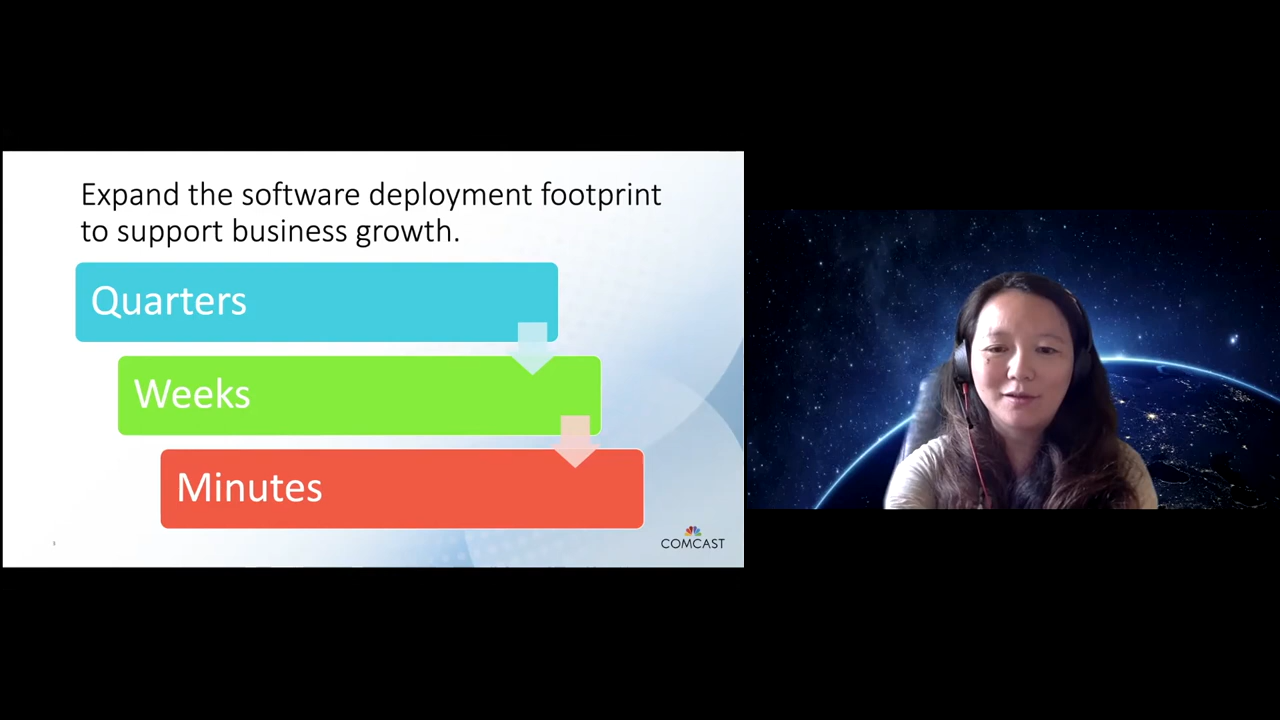 Expand the software deployment footprint
to support business growth.
Quarters
Weeks
Minutes
COMCAST